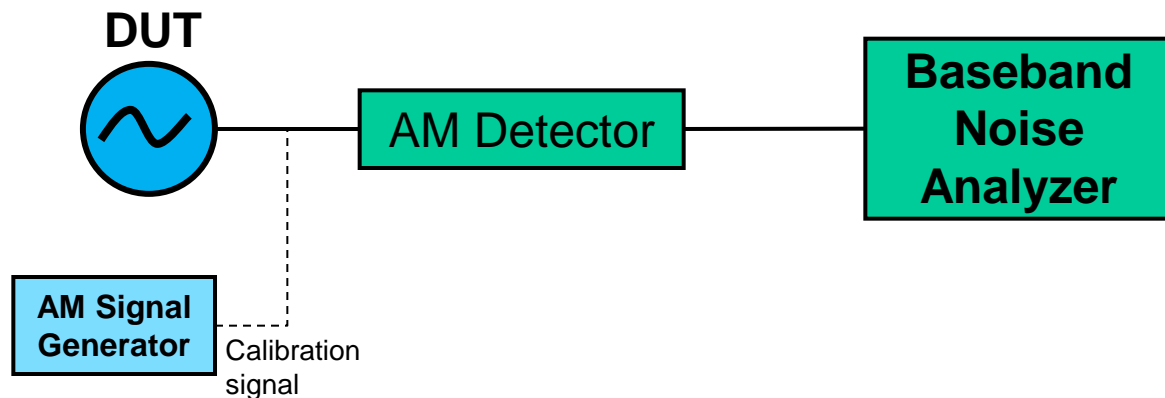 DUT
AM Detector
Baseband
Noise
Analyzer
AM Signal
Generator
Calibration
signal